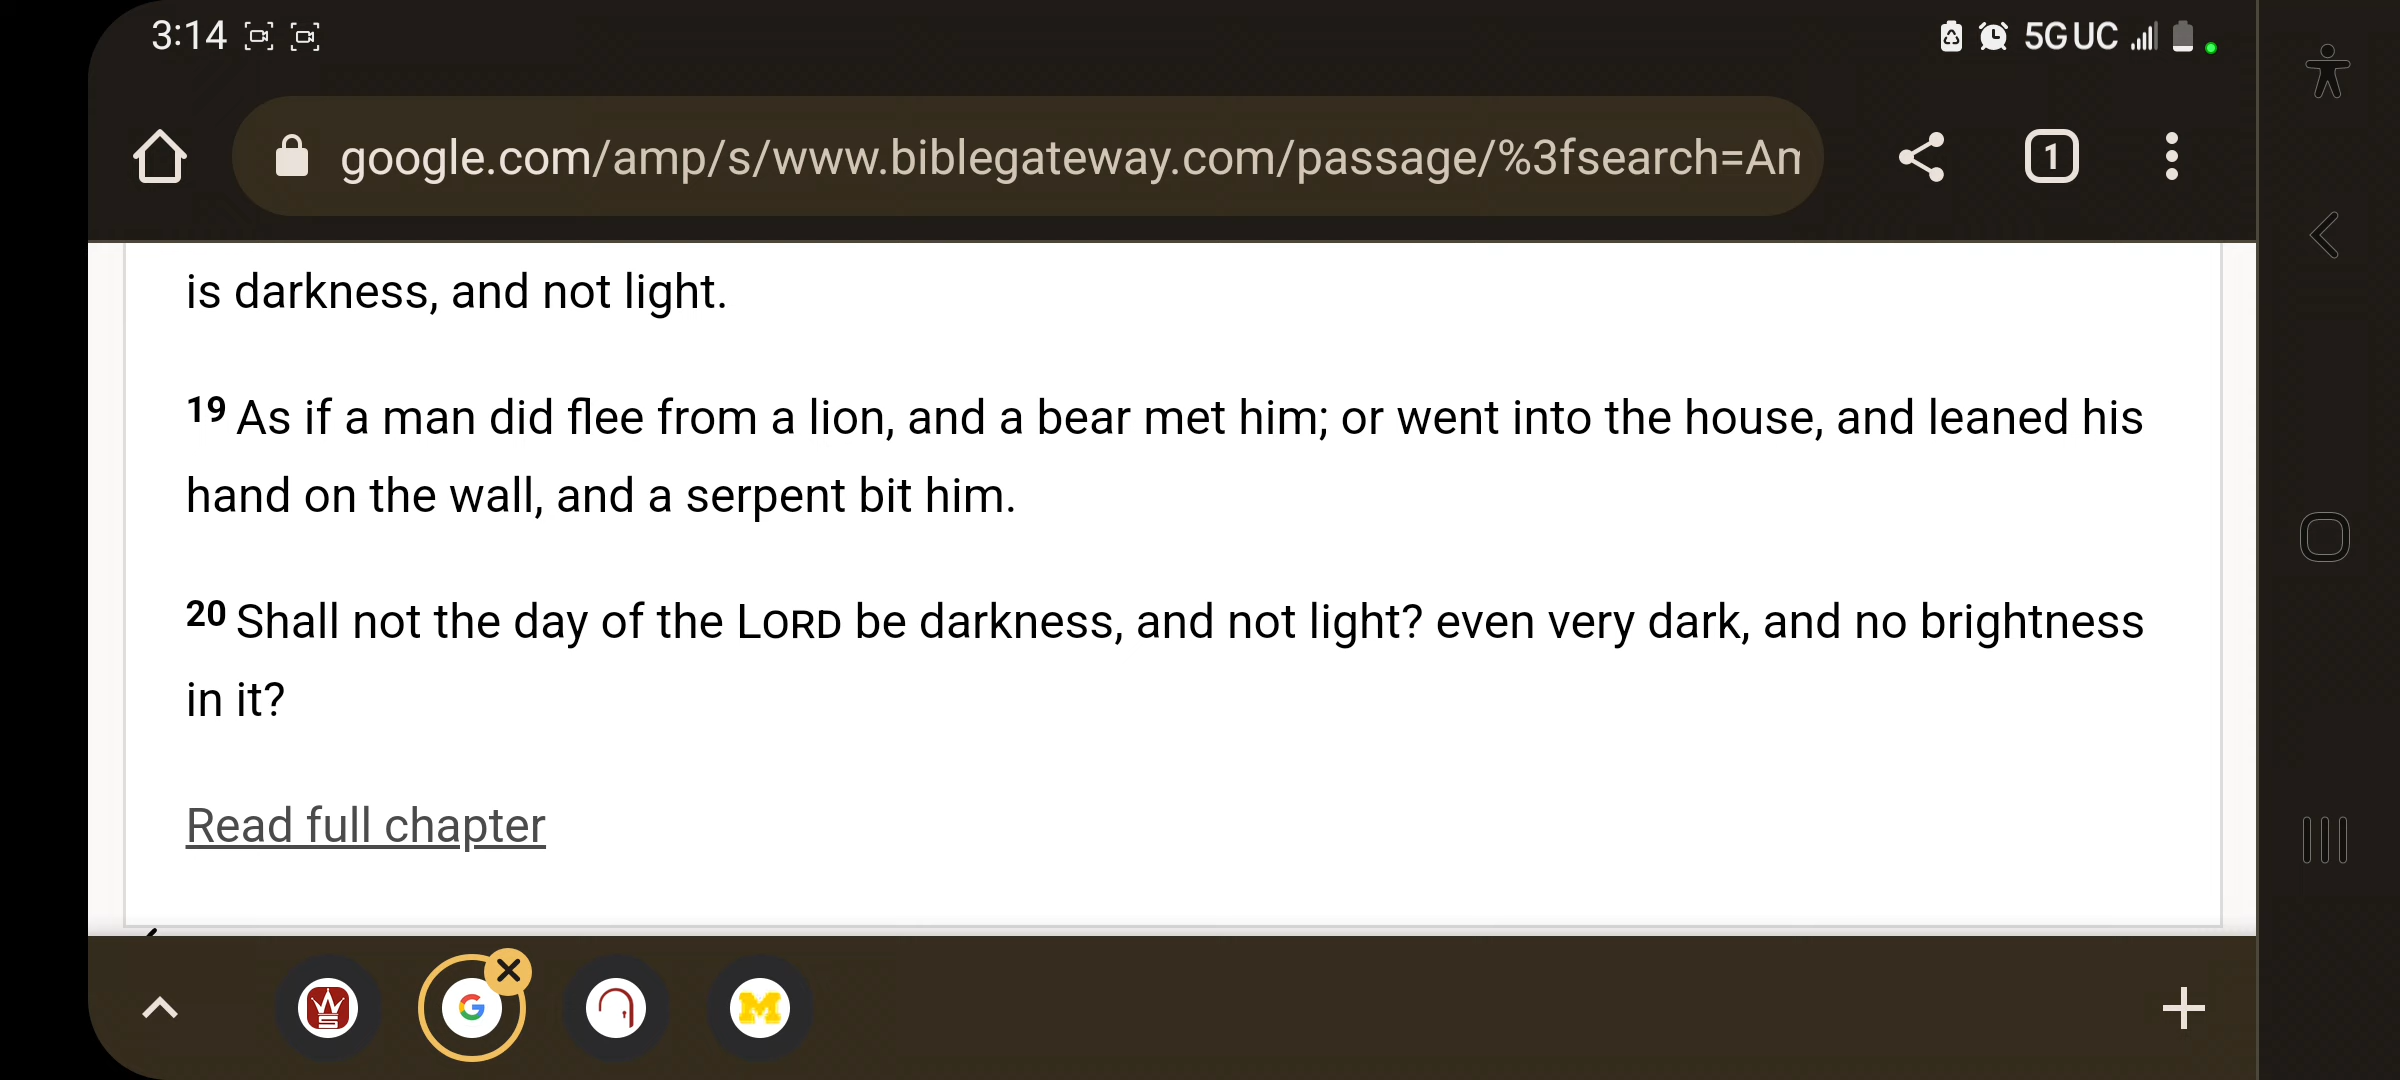 3:14 5G UC
google.com/amp/s/www.biblegateway.com/passage/%3fsearch=Am
1
is darkness, and not light.
19 As if a man did flee from a lion, and a bear met him; or went into the house, and leaned his
hand on the wall, and a serpent bit him.
20 Shall not the day of the LORD be darkness, and not light? even very dark, and no brightness
in it?
Read full chapter
G M